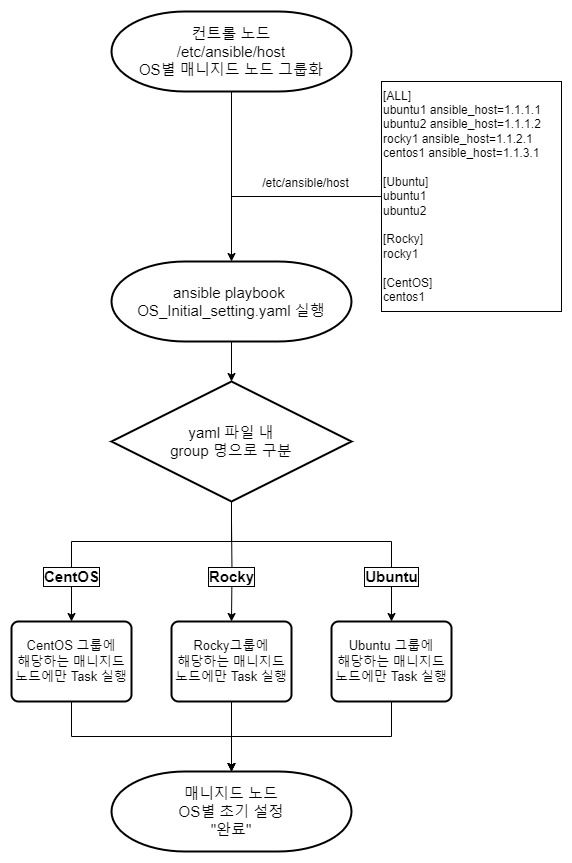 컨트롤 노드
/etc/ansible/host
OS별 매니지드 노드 그룹화
[ALL]
ubuntu1 ansible_host=1.1.1.1
ubuntu2 ansible_host=1.1.1.2
rocky1 ansible_host=1.1.2.1
centos1 ansible_host=1.1.3.1
[Ubuntu]
ubuntu1
ubuntu2
[Rocky]
rocky1
[CentOS]
centos1
/etc/ansible/host
ansible playbook
OS_Initial_setting.yaml 실행
yaml 파일 내
group 명으로 구분
CentOS
Rocky
Ubuntu
CentOS 그룹에
해당하는 매니지드
노드에만 Task 실행
Rocky그룹에
해당하는 매니지드
노드에만 Task 실행
Ubuntu 그룹에
해당하는 매니지드
노드에만 Task 실행
매니지드 노드
OS별 초기 설정
"완료"